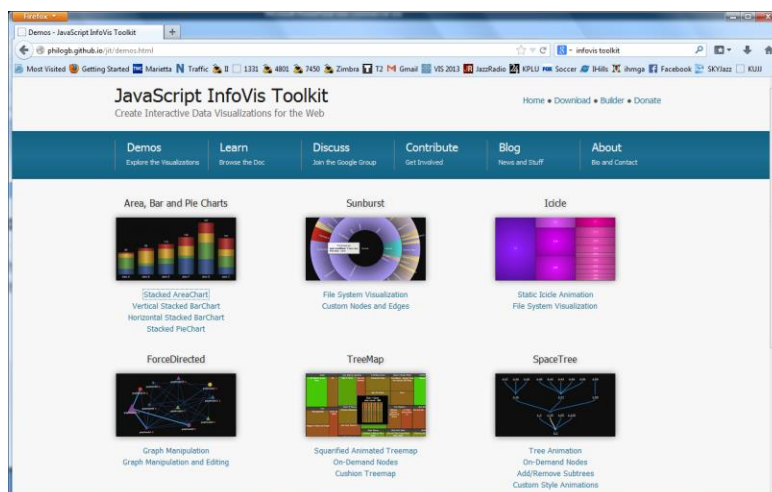 Firefox
Demos - JavaScript InfoVis Toolkit
philogb.github.io/jit/demos.html
infovis toolkit
Most Visited Getting Started Marietta Traffic II 1331 4801 7450 Zimbra T2 Gmail VIS 2013 JazzRadio KPLU Soccer IHills ihmga Facebook SKYJazz KUJJ
JavaScript InfoVis Toolkit
Create Interactive Data Visualizations for the Web
Home • Download • Builder • Donate
Demos Learn Discuss Contribute Blog About
Explore the Visualizations Browse the Doc Join the Google Group Get Involved News and Stuff Bio and Contact
Area, Bar and Pie Charts Sunburst Icicle
Stacked AreaChart File System Visualization Static Icicle Animation
Vertical Stacked BarChart Custom Nodes and Edges File System Visualization
Horizontal Stacked BarChart
Stacked PieChart
ForceDirected TreeMap SpaceTree
Graph Manipulation Squarified Animated Treemap Tree Animation
Graph Manipulation and Editing On-Demand Nodes On-Demand Nodes
Cushion Treemap Add/Remove Subtrees
Custom Style Animations